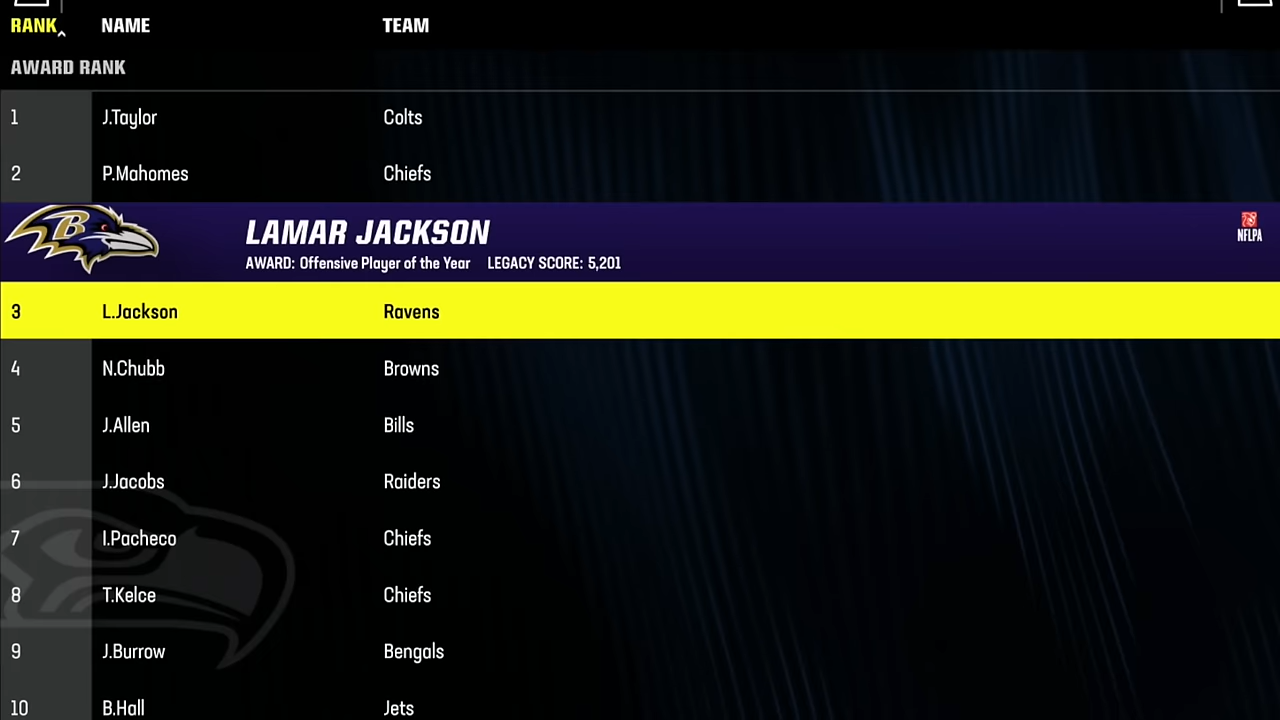 RANK NAME TEAM
AWARD RANK
1 J.Taylor Colts
2 P.Mahomes Chiefs
B
LAMAR JACKSON
AWARD: Offensive Player of the Year LEGACY SCORE: 5,201
NFLPA
3 L.Jackson Ravens
4 N.Chubb Browns
5 J.Allen Bills
6 J.Jacobs Raiders
7 I.Pacheco Chiefs
8 T.Kelce Chiefs
9 J.Burrow Bengals
10 B.Hall Jets